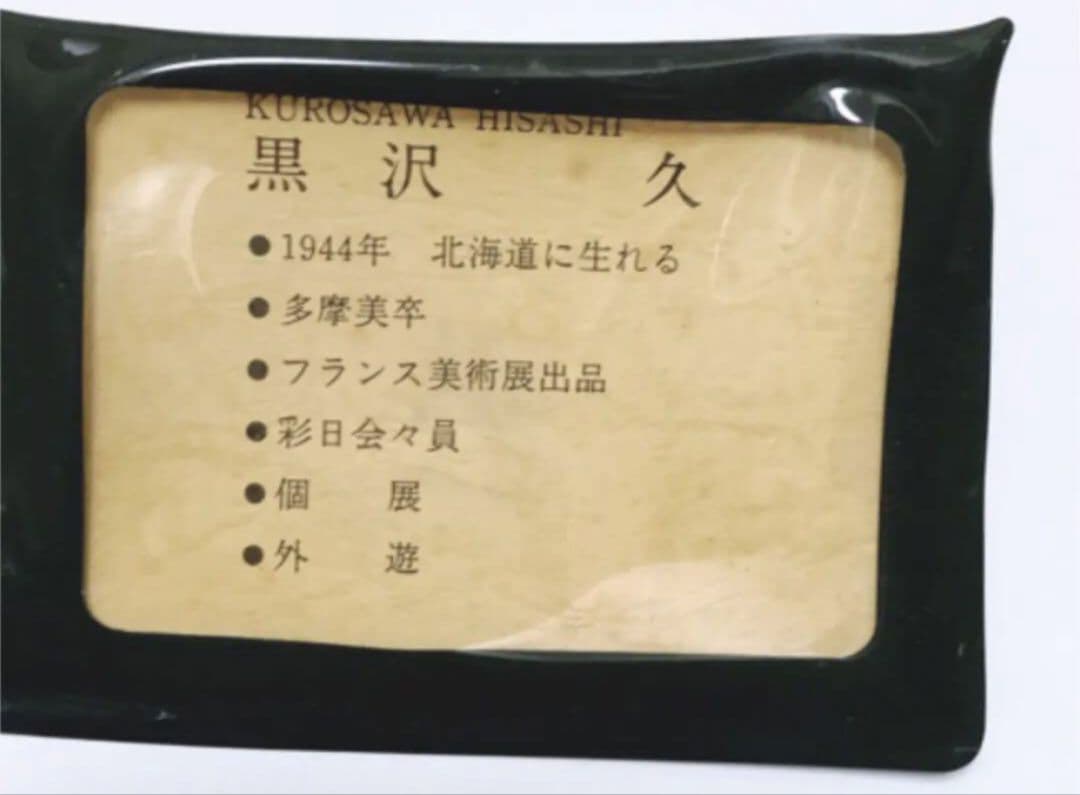 KUROSAWA HISASHI
黒沢 久
●1944年 北海道に生れる
●多摩美卒
●フランス美術展出品
●彩日会々員
●個 展
●外 遊